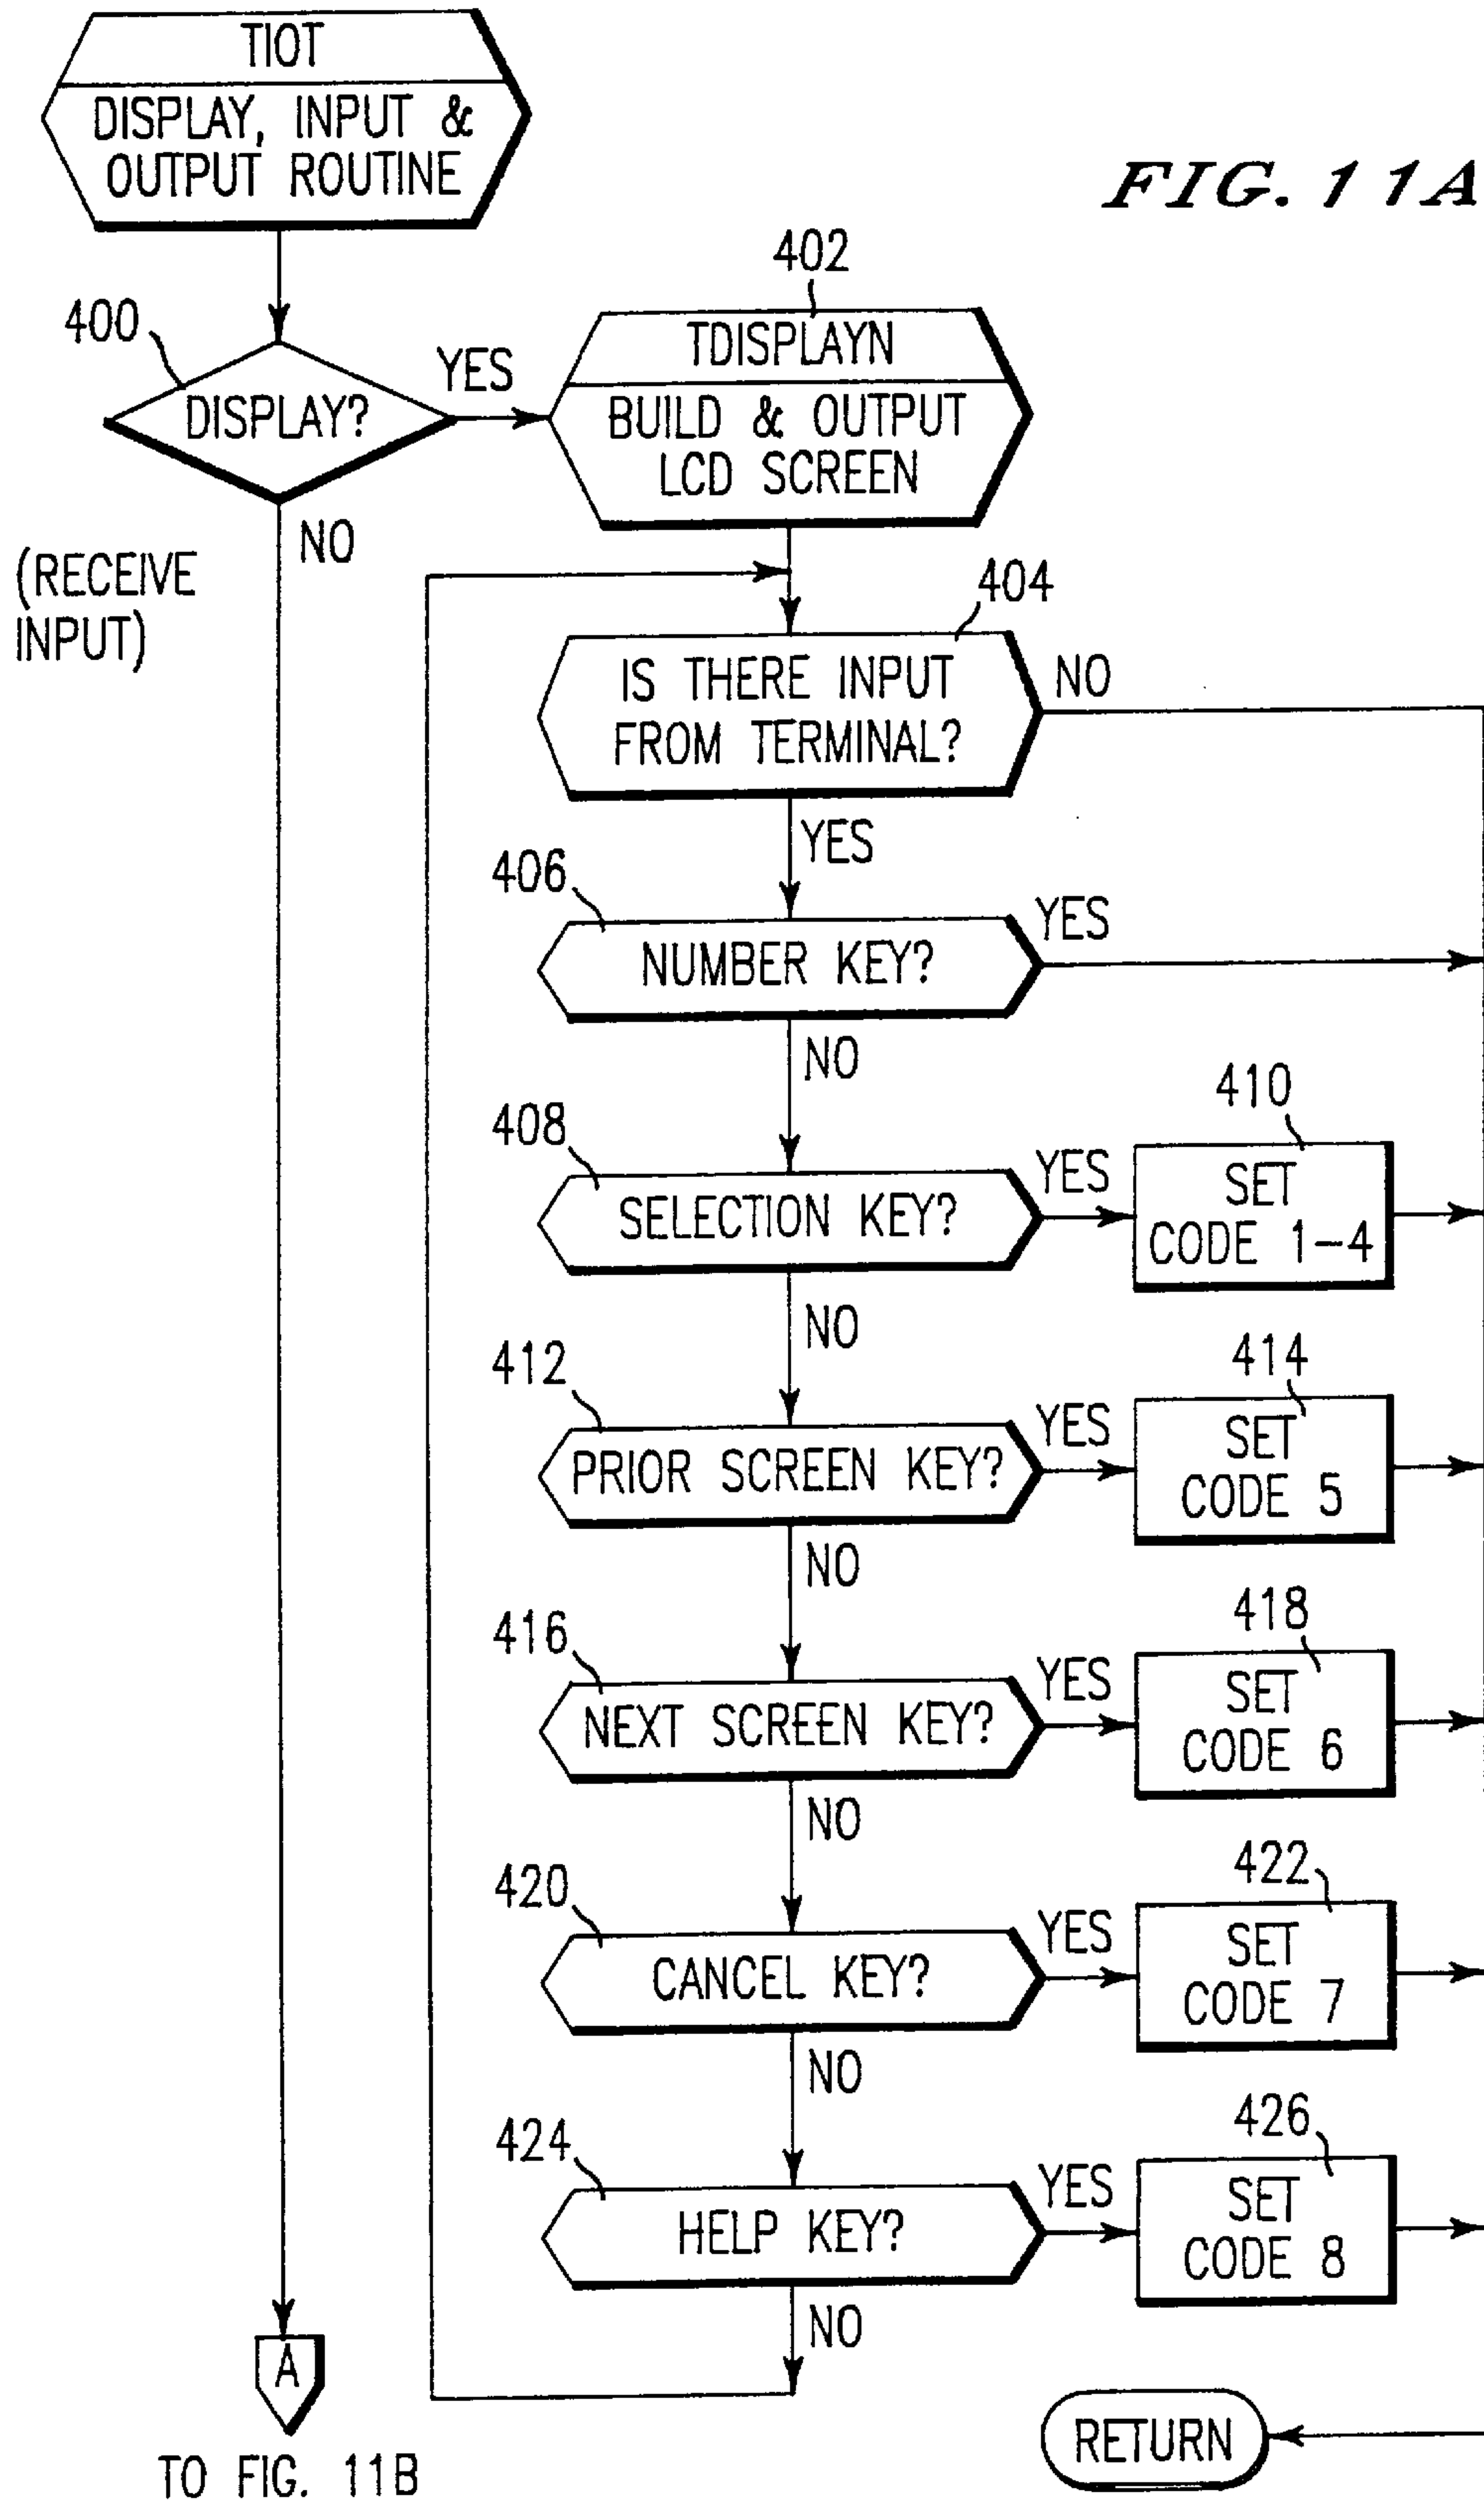 TIOT
DISPLAY, INPUT &
OUTPUT ROUTINE
FIG. 11A
402
400
TDISPLAYN
YES
DISPLAY?
BUILD & OUTPUT
LCD SCREEN
NO
(RECEIVE
INPUT)
404
IS THERE INPUT
FROM TERMINAL?
NO
YES
406
YES
NUMBER KEY?
NO
410
408
YES
SET
CODE 1-4
SELECTION KEY?
NO
414
412
YES
SET
CODE 5
PRIOR SCREEN KEY?
NO
418
416
YES
SET
CODE 6
NEXT SCREEN KEY?
NO
422
420
YES
SET
CODE 7
CANCEL KEY?
NO
426
424
YES
SET
CODE 8
HELP KEY?
NO
A
RETURN
TO FIG. 11B